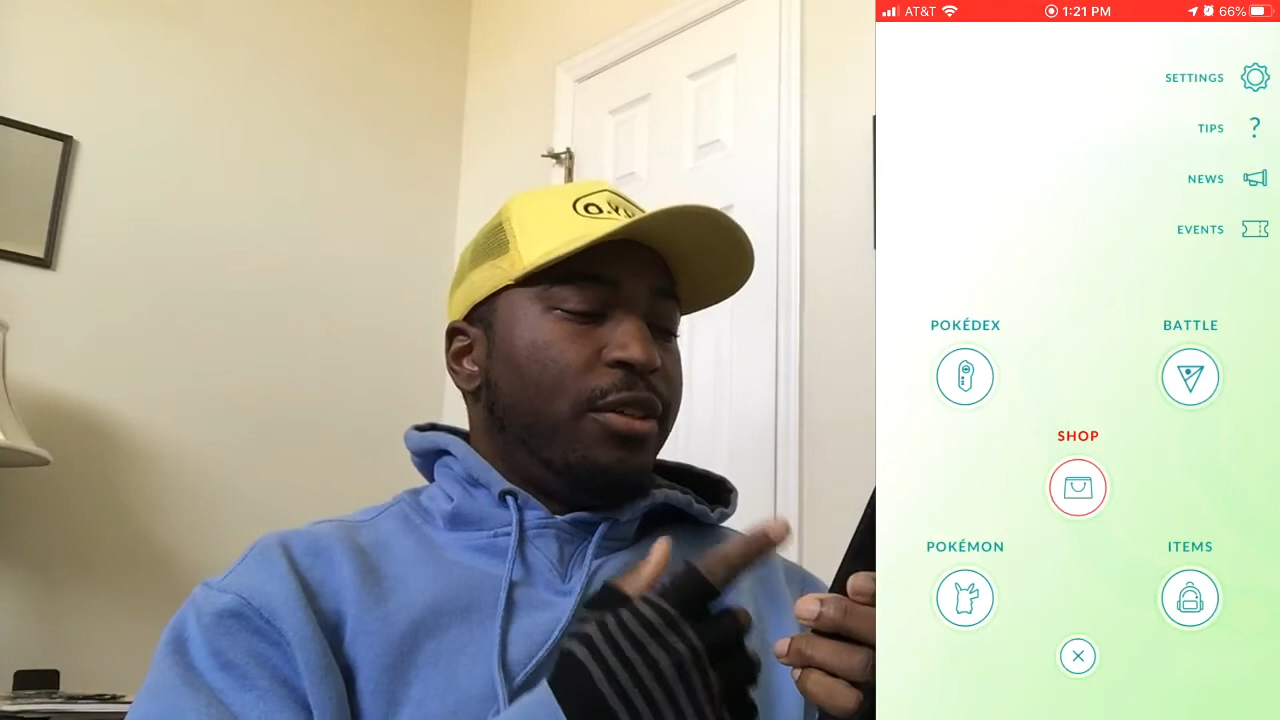 AT&T 1:21 PM 66%
SETTINGS
TIPS
?
NEWS
EVENTS
POKÉDEX
BATTLE
SHOP
POKÉMON
ITEMS